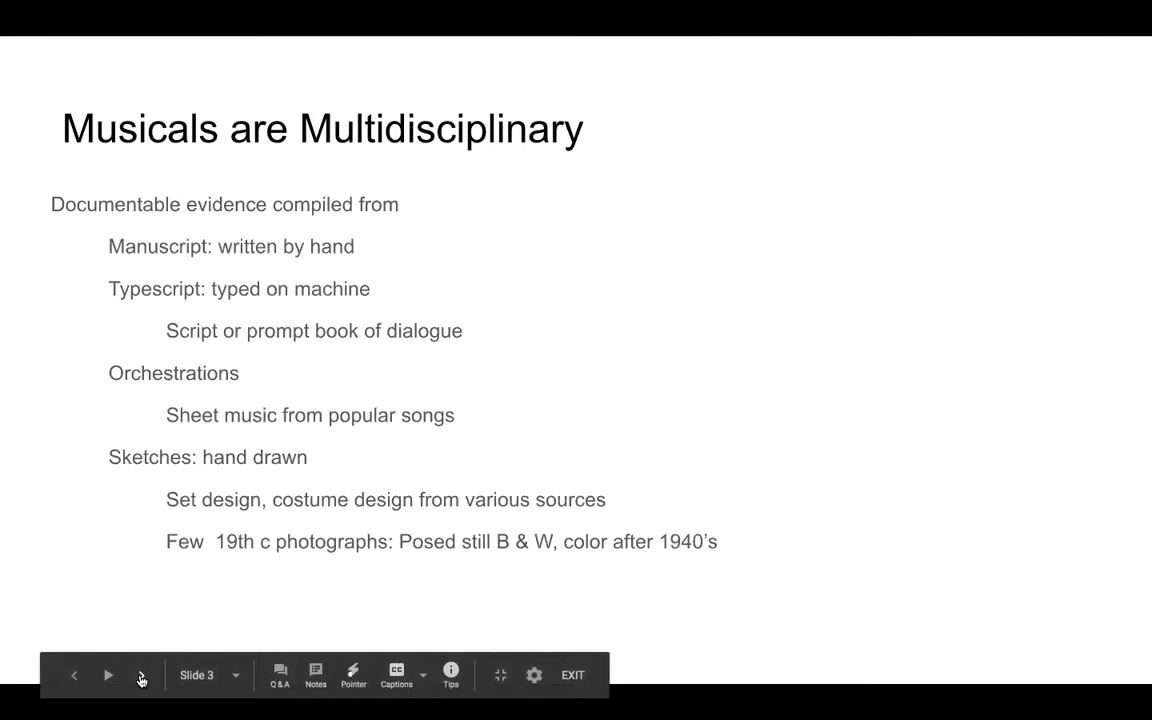 Musicals are Multidisciplinary
Documentable evidence compiled from
Manuscript: written by hand
Typescript: typed on machine
Script or prompt book of dialogue
Orchestrations
Sheet music from popular songs
Sketches: hand drawn
Set design, costume design from various sources
Few  19th c photographs: Posed still B & W, color after 1940’s
Slide 3
Q & A
Notes
Pointer
CC
Captions
Tips
EXIT